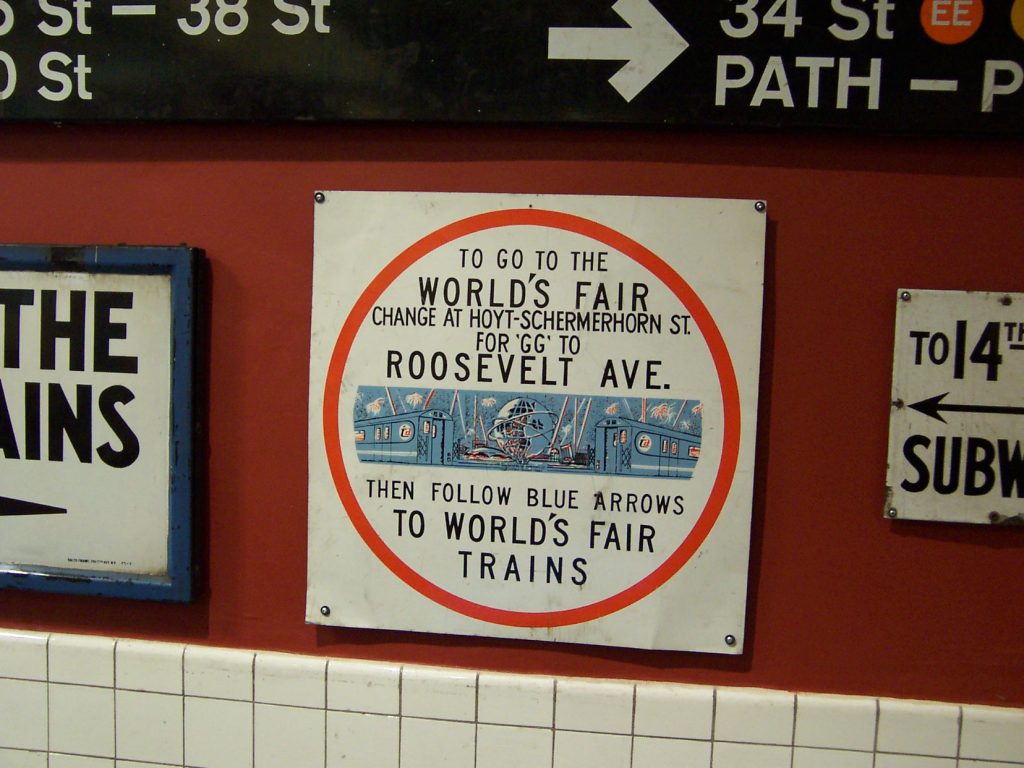 St – 38 St
0 St
34 St EE
PATH – P
THE
AINS
TO GO TO THE
WORLD'S FAIR
CHANGE AT HOYT-SCHERMERHORN ST.
FOR 'GG' TO
ROOSEVELT AVE.
THEN FOLLOW BLUE ARROWS
TO WORLD'S FAIR
TRAINS
TO 14TH
SUBW